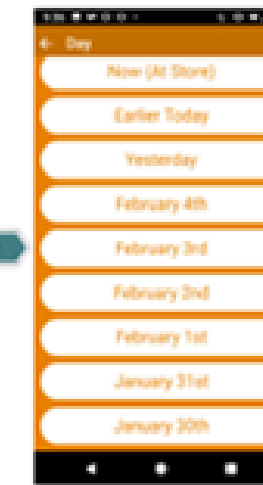 Day
Now (At Store)
Earlier Today
Yesterday
February 4th
February 3rd
February 2nd
February 1st
January 31st
January 30th